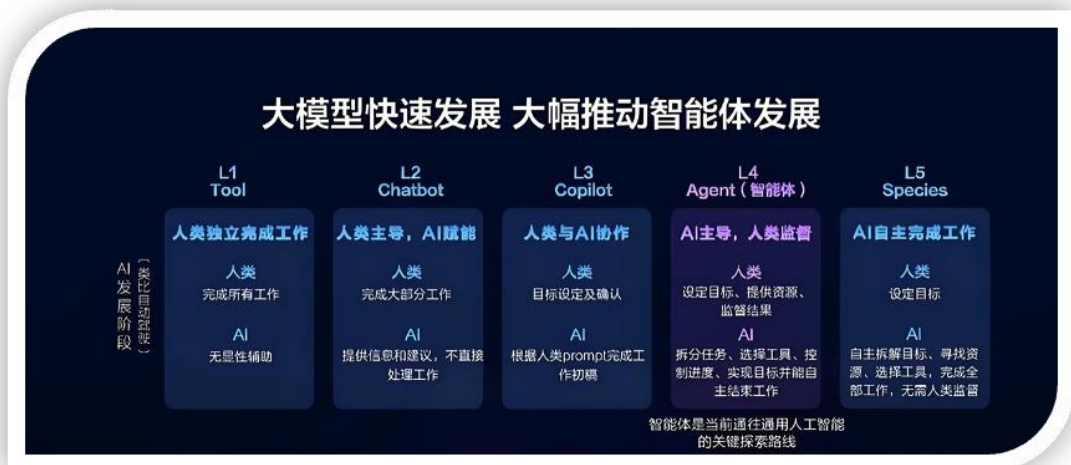 大模型快速发展 大幅推动智能体发展
AI发展阶段
（类比自动驾驶）
L1
Tool
人类独立完成工作
人类
完成所有工作
AI
无显性辅助
L2
Chatbot
人类主导，AI赋能
人类
完成大部分工作
AI
提供信息和建议，不直接
处理工作
L3
Copilot
人类与AI协作
人类
目标设定及确认
AI
根据人类prompt完成工
作初稿
L4
Agent（智能体）
AI主导，人类监督
人类
设定目标、提供资源、
监督结果
AI
拆分任务、选择工具、控
制进度、实现目标并能自
主结束工作
L5
Species
AI自主完成工作
人类
设定目标
AI
自主拆解目标、寻找资
源、选择工具，完成全
部工作，无需人类监督
智能体是当前通往通用人工智能
的关键探索路线